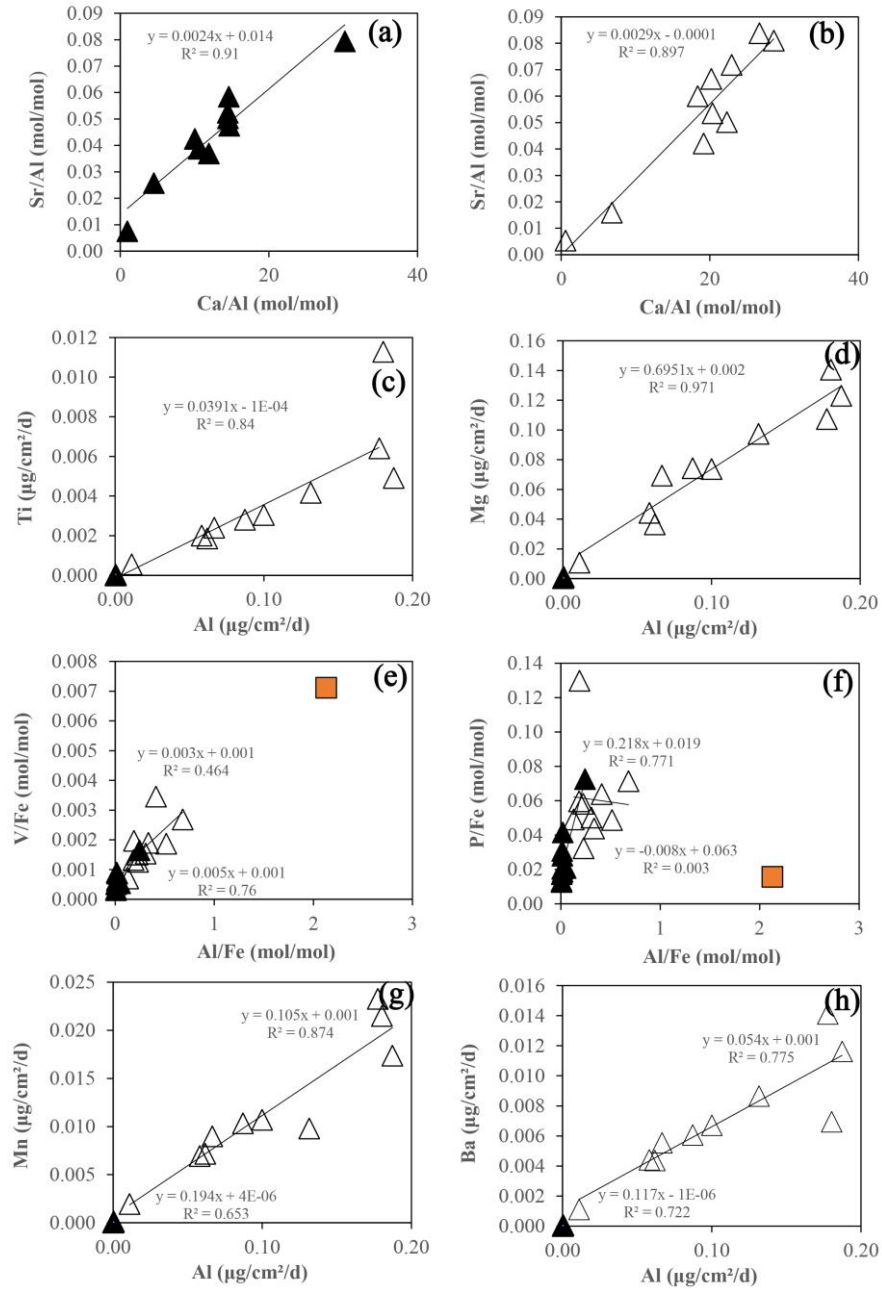 (a)
y = 0.0024x + 0.014
R² = 0.91
0.09
0.08
0.07
0.06
0.05
0.04
0.03
0.02
0.01
0.00
Sr/Al (mol/mol)
0
20
40
Ca/Al (mol/mol)
(b)
y = 0.0029x - 0.0001
R² = 0.897
0.09
0.08
0.07
0.06
0.05
0.04
0.03
0.02
0.01
0.00
Sr/Al (mol/mol)
0
20
40
Ca/Al (mol/mol)
(c)
y = 0.0391x - 1E-04
R² = 0.84
0.012
0.010
0.008
0.006
0.004
0.002
0.000
Ti (µg/cm²/d)
0.00
0.10
0.20
Al (µg/cm²/d)
(d)
y = 0.6951x + 0.002
R² = 0.971
0.16
0.14
0.12
0.10
0.08
0.06
0.04
0.02
0.00
Mg (µg/cm²/d)
0.00
0.10
0.20
Al (µg/cm²/d)
(e)
0.008
0.007
0.006
0.005
0.004
0.003
0.002
0.001
0.000
V/Fe (mol/mol)
y = 0.003x + 0.001
R² = 0.464
y = 0.005x + 0.001
R² = 0.76
0
1
2
3
Al/Fe (mol/mol)
(f)
0.14
0.12
0.10
0.08
0.06
0.04
0.02
0.00
P/Fe (mol/mol)
y = 0.218x + 0.019
R² = 0.771
y = -0.008x + 0.063
R² = 0.003
0
1
2
3
Al/Fe (mol/mol)
(g)
0.025
0.020
0.015
0.010
0.005
0.000
Mn (µg/cm²/d)
y = 0.105x + 0.001
R² = 0.874
y = 0.194x + 4E-06
R² = 0.653
0.00
0.10
0.20
Al (µg/cm²/d)
(h)
0.016
0.014
0.012
0.010
0.008
0.006
0.004
0.002
0.000
Ba (µg/cm²/d)
y = 0.054x + 0.001
R² = 0.775
y = 0.117x - 1E-06
R² = 0.722
0.00
0.10
0.20
Al (µg/cm²/d)